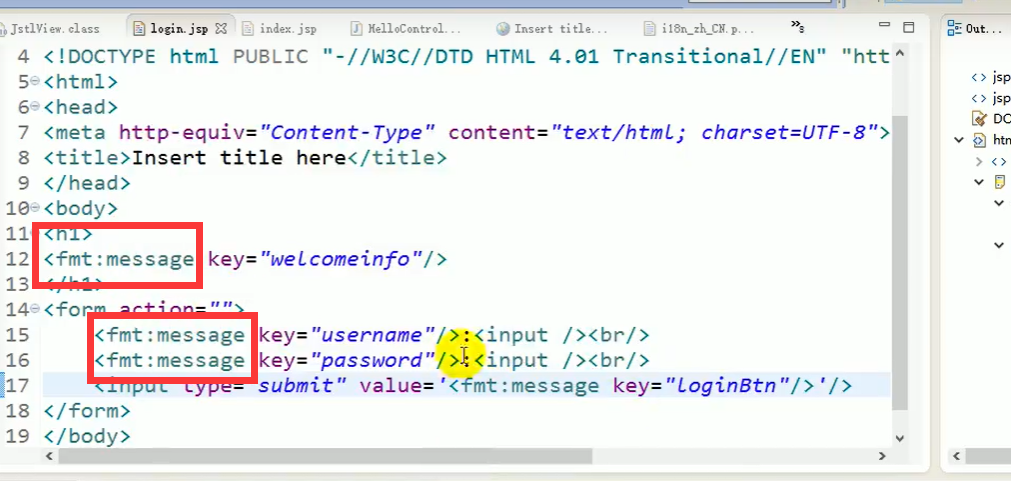 JstlView.class login.jsp index.jsp HelloControl... Insert title... i18n_zh_CN.p... »5 Out...
4 <!DOCTYPE html PUBLIC "-//W3C//DTD HTML 4.01 Transitional//EN" "htt
5 <html>
6 <head>
7 <meta http-equiv="Content-Type" content="text/html; charset=UTF-8">
8 <title>Insert title here</title>
9 </head>
10 <body>
11 <h1>
12 <fmt:message key="welcomeinfo"/>
13 </h1>
14 <form action="">
15 <fmt:message key="username"/>:<input /><br/>
16 <fmt:message key="password"/>:<input /><br/>
17 <input type="submit" value='<fmt:message key="loginBtn"/>'/>
18 </form>
19 </body>
<> jsp
<> jsp
DO
htm
<>